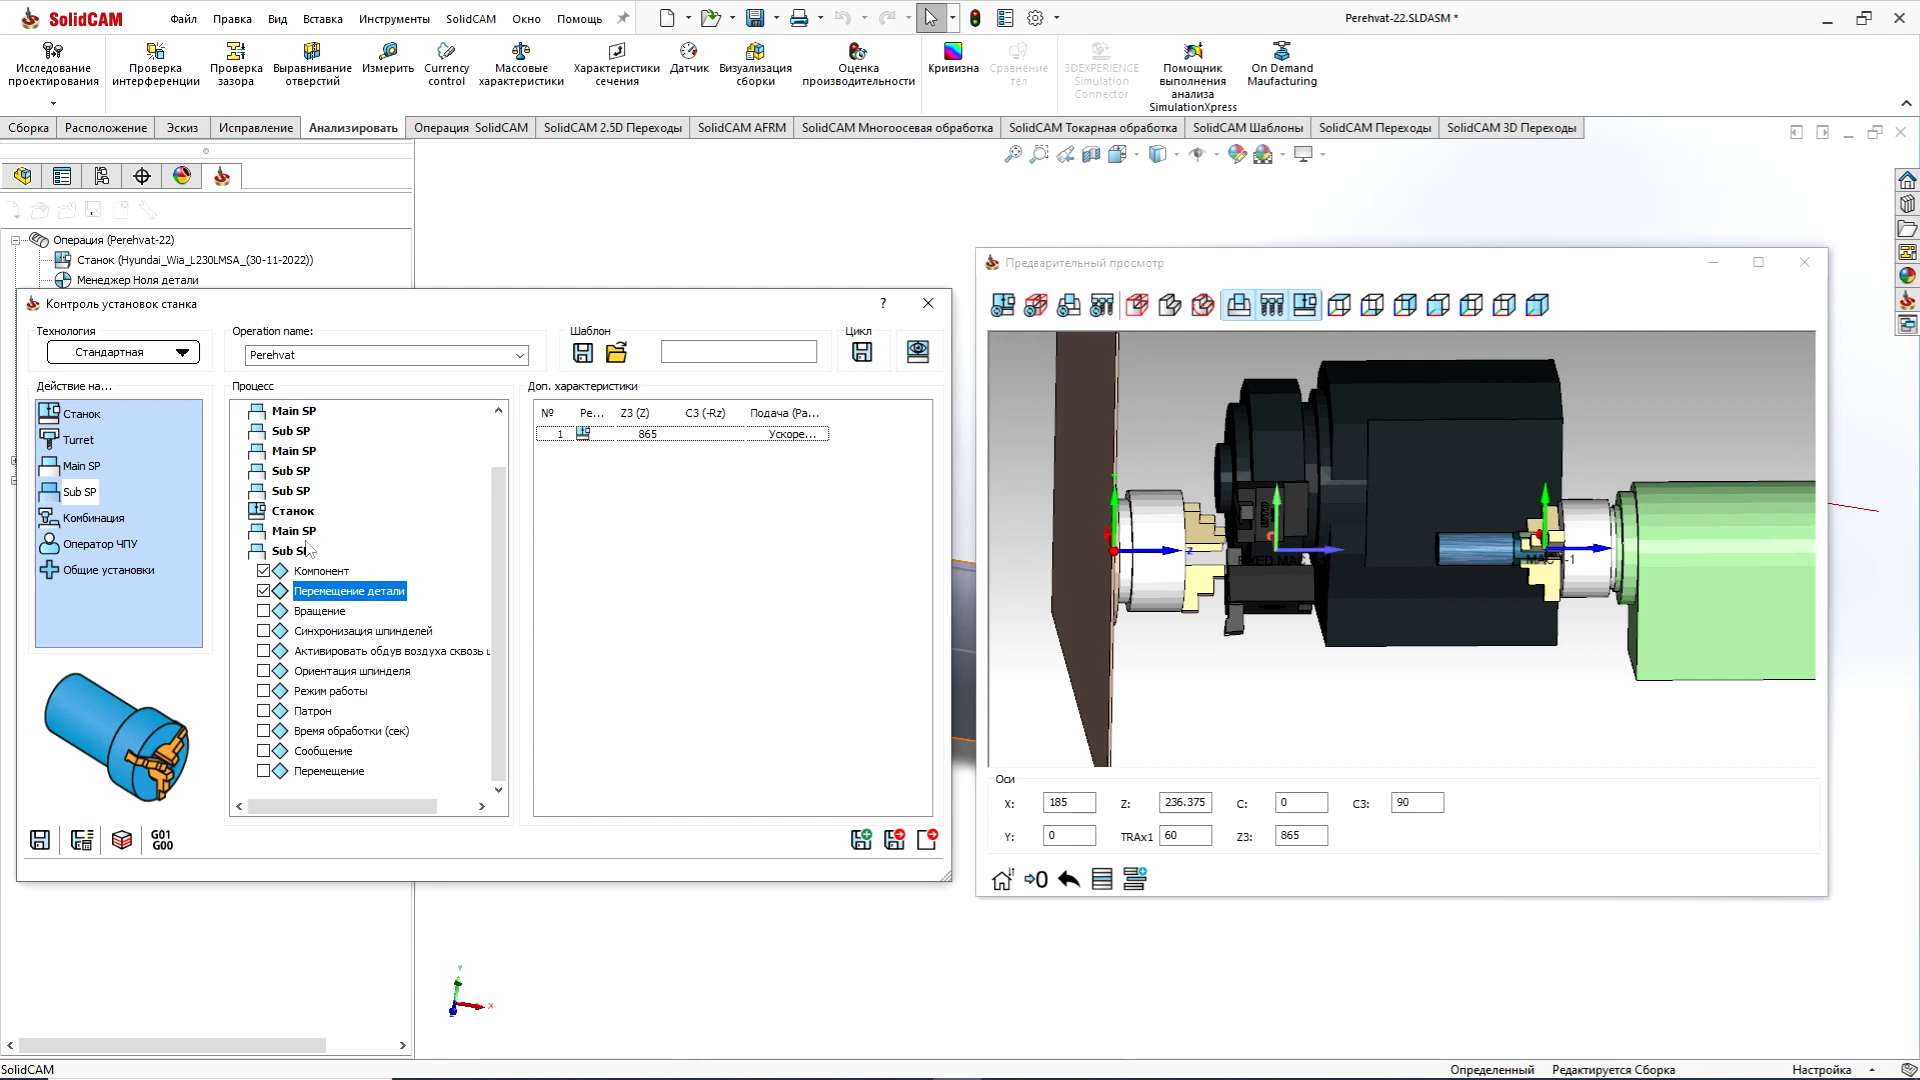 SolidCAM
Файл Правка Вид Вставка Инструменты SolidCAM Окно Помощь
Perehvat-22.SLDASM *
Исследование проектирования
Проверка интерференции
Проверка зазора
Выравнивание отверстий
Измерить
Currency control
Массовые характеристики
Характеристики сечения
Датчик
Визуализация сборки
Оценка производительности
Кривизна
Сравнение тел
3DEXPERIENCE Simulation Connector
Помощник выполнения анализа SimulationXpress
On Demand Maufacturing
Сборка Расположение Эскиз Исправление Анализировать Операция SolidCAM SolidCAM 2.5D Переходы SolidCAM AFRM SolidCAM Многоосевая обработка SolidCAM Токарная обработка SolidCAM Шаблоны SolidCAM Переходы SolidCAM 3D Переходы
Операция (Perehvat-22)
Станок (Hyundai_Wia_L230LMSA_(30-11-2022))
Менеджер Ноля детали
Контроль установок станка
?
Технология
Стандартная
Operation name:
Perehvat
Шаблон
Цикл
Действие на...
Станок
Turret
Main SP
Sub SP
Комбинация
Оператор ЧПУ
Общие установки
Процесс
Main SP
Sub SP
Main SP
Sub SP
Sub SP
Станок
Main SP
Sub SP
Компонент
Перемещение детали
Вращение
Синхронизация шпинделей
Активировать обдув воздуха сквозь
Ориентация шпинделя
Режим работы
Патрон
Время обработки (сек)
Сообщение
Перемещение
Доп. характеристики
№ Ре... Z3 (Z) C3 (-Rz) Подача (Ра...
1 865 Ускоре...
G01
G00
Предварительный просмотр
Z
Оси
X: 185 Z: 236.375 C: 0 C3: 90
Y: 0 TRAx1 60 Z3: 865
Y
X
Z
SolidCAM
Определенный Редактируется Сборка Настройка